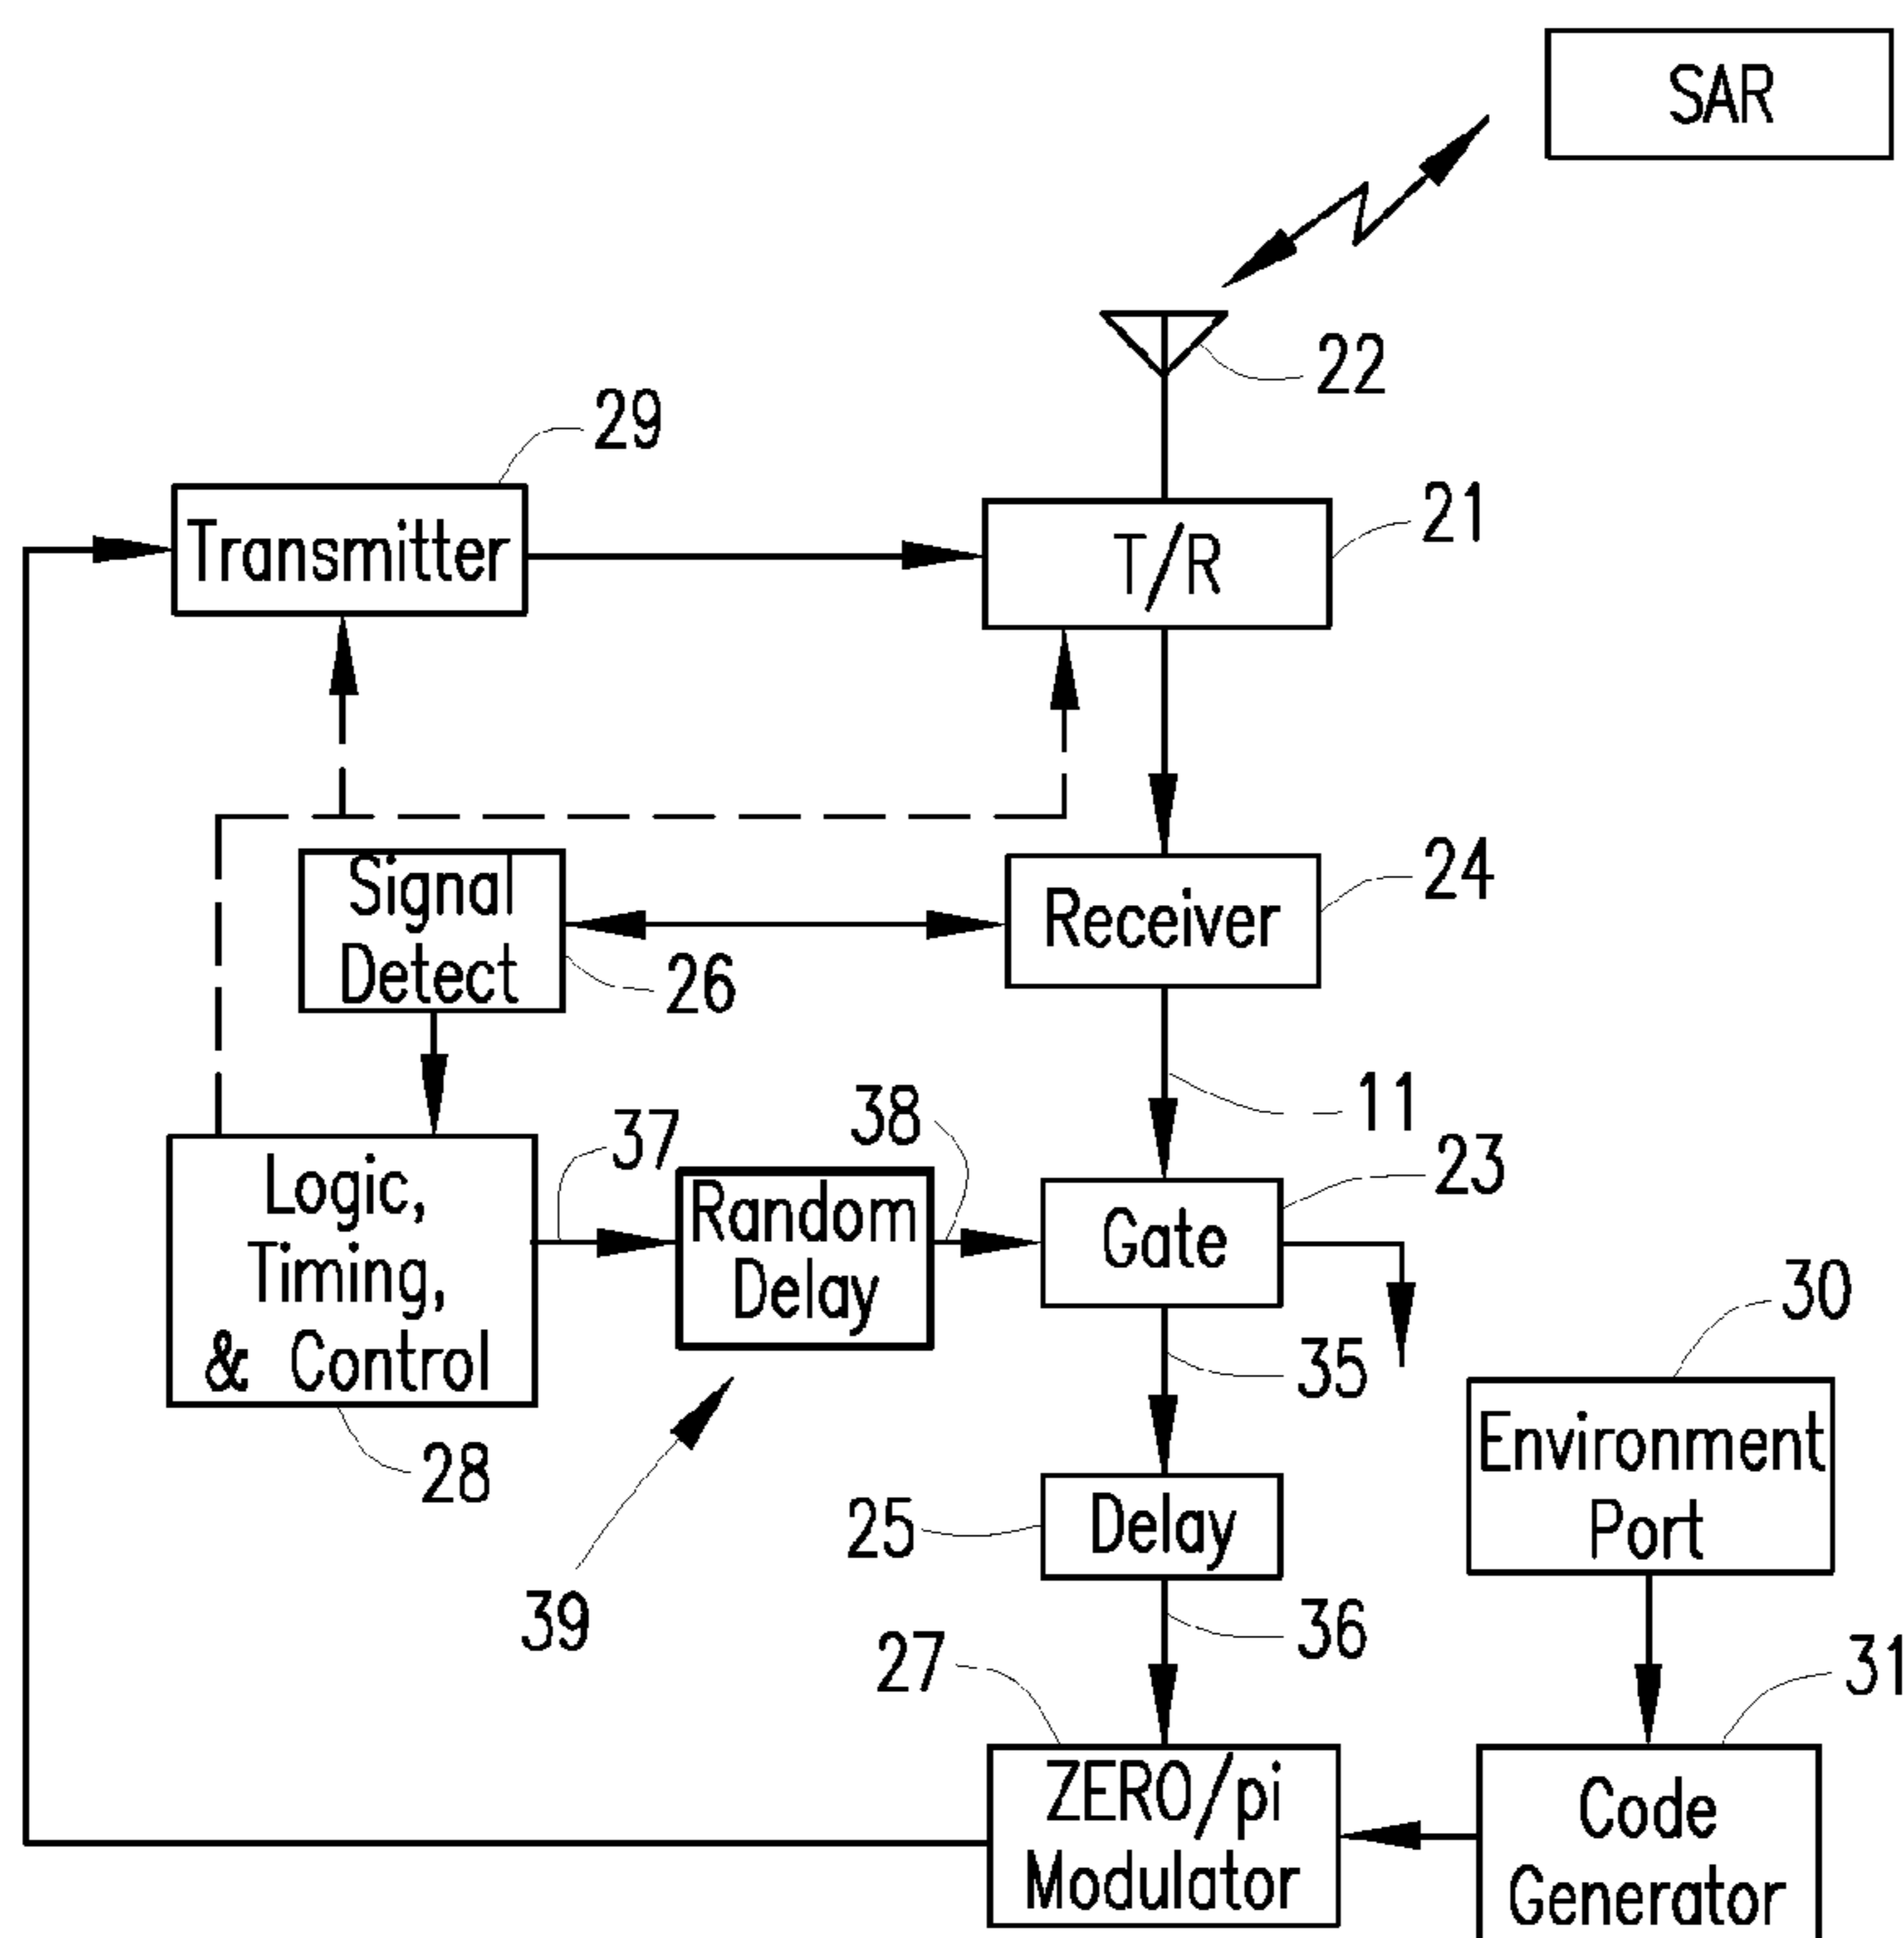 SAR
22
29
Transmitter
21
T/R
Signal
Detect
26
24
Receiver
11
37
38
23
Logic,
Timing,
& Control
28
Random
Delay
39
Gate
35
30
Environment
Port
25
Delay
36
27
31
ZERO/pi
Modulator
Code
Generator